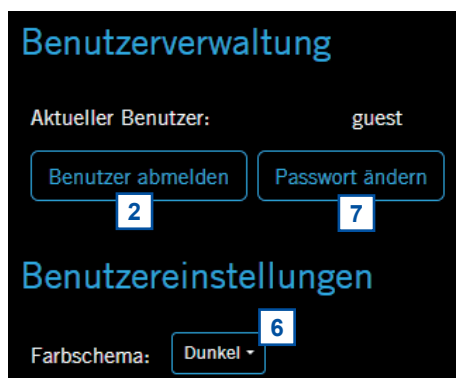 Benutzerverwaltung
Aktueller Benutzer: guest
Benutzer abmelden Passwort ändern
2 7
Benutzereinstellungen
6
Farbschema: Dunkel